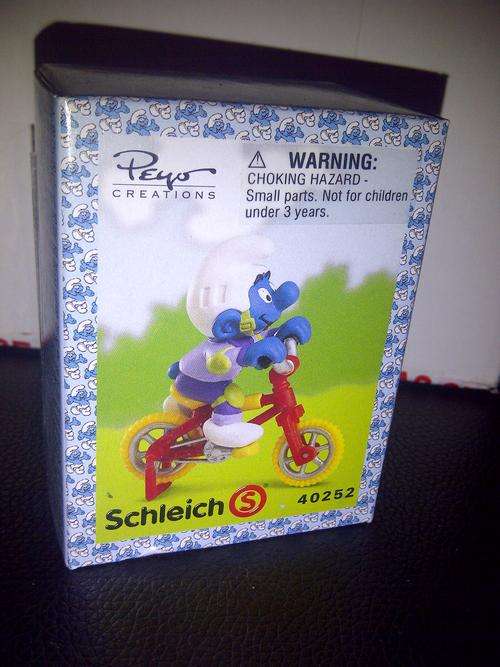 Peyo
CREATIONS
WARNING:
CHOKING HAZARD -
Small parts. Not for children
under 3 years.
Schleich S
40252